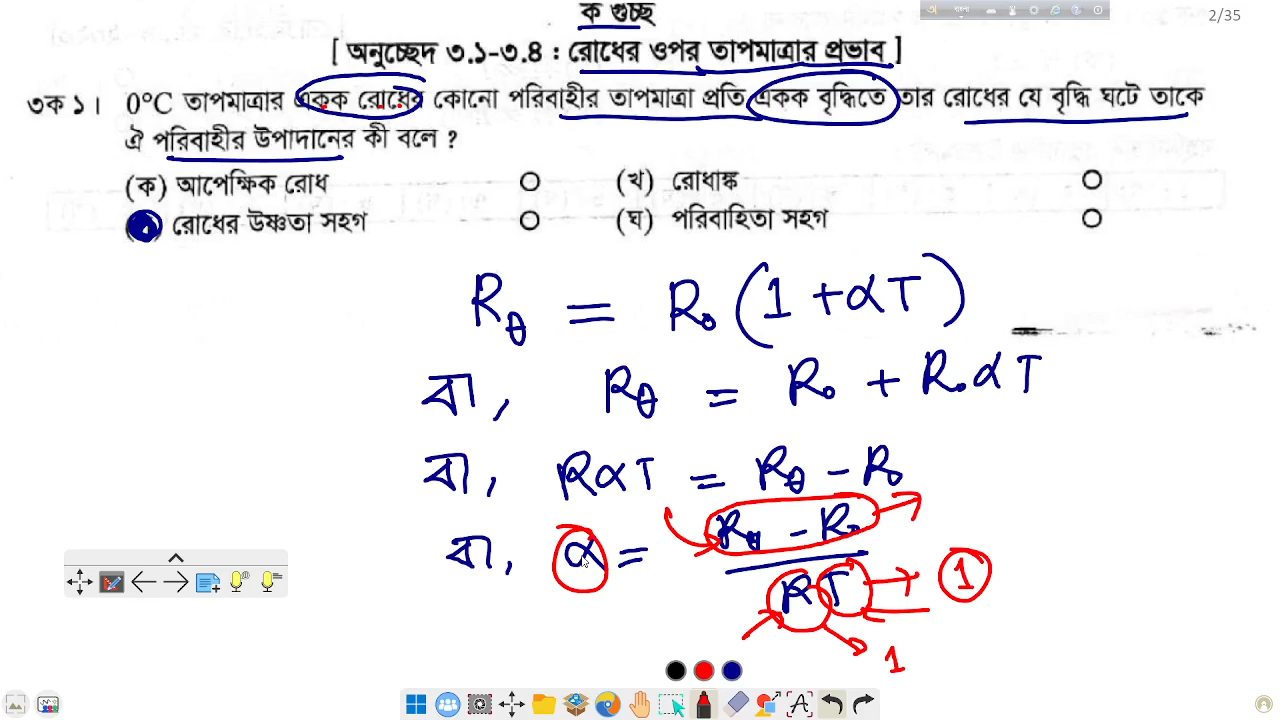 ক গুচ্ছ
2/35
[ অনুচ্ছেদ ৩.১-৩.৪ : রোধের ওপর তাপমাত্রার প্রভাব ]
৩ক ১। 0°C তাপমাত্রার একক রোধের কোনো পরিবাহীর তাপমাত্রা প্রতি একক বৃদ্ধিতে তার রোধের যে বৃদ্ধি ঘটে তাকে
ঐ পরিবাহীর উপাদানের কী বলে ?
(ক) আপেক্ষিক রোধ (খ) রোধাঙ্ক
রোধের উষ্ণতা সহগ (ঘ) পরিবাহিতা সহগ
Rθ = R₀ (1 + αT)
বা, Rθ = R₀ + R₀αT
বা, RαT = Rθ − R₀
বা, α = Rθ − R₀
RT 1
1